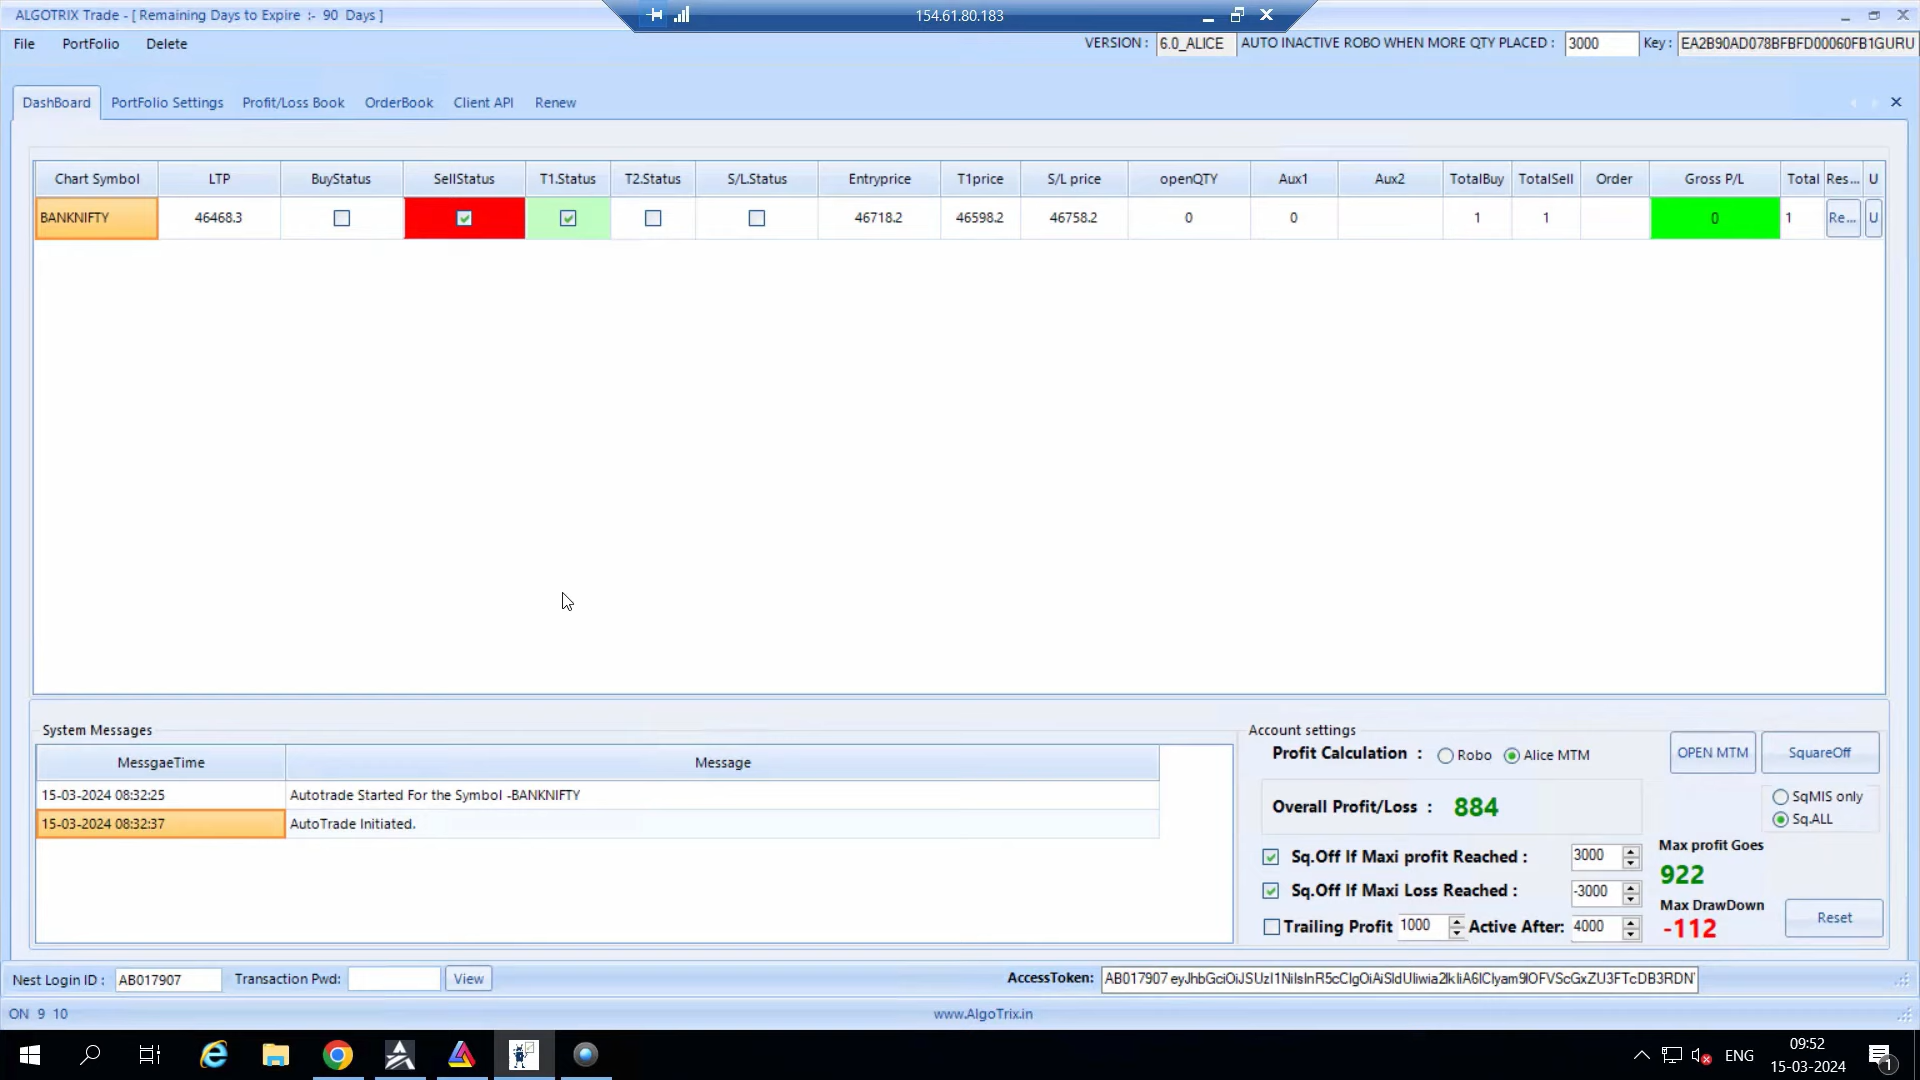 ALGOTRIX Trade - [ Remaining Days to Expire :- 90 Days ]
154.61.80.183
File PortFolio Delete
VERSION : 6.0_ALICE AUTO INACTIVE ROBO WHEN MORE QTY PLACED : 3000 Key : EA2B90AD078BFBFD00060FB1GURU
DashBoard PortFolio Settings Profit/Loss Book OrderBook Client API Renew
Chart Symbol LTP BuyStatus SellStatus T1.Status T2.Status S/L.Status Entryprice T1price S/L price openQTY Aux1 Aux2 TotalBuy TotalSell Order Gross P/L Total Res... U
BANKNIFTY 46468.3 46718.2 46598.2 46758.2 0 0 1 1 0 1 Re... U
System Messages
MessgaeTime Message
15-03-2024 08:32:25 Autotrade Started For the Symbol -BANKNIFTY
15-03-2024 08:32:37 AutoTrade Initiated.
Account settings
Profit Calculation : Robo Alice MTM OPEN MTM SquareOff
Overall Profit/Loss : 884
SqMIS only
Sq.ALL
Sq.Off If Maxi profit Reached : 3000
Sq.Off If Maxi Loss Reached : -3000
Trailing Profit 1000 Active After: 4000
Max profit Goes
922
Max DrawDown
-112
Reset
Nest Login ID : AB017907 Transaction Pwd: View
AccessToken: AB017907
ON 9 10
www.AlgoTrix.in
ENG
09:52
15-03-2024
1